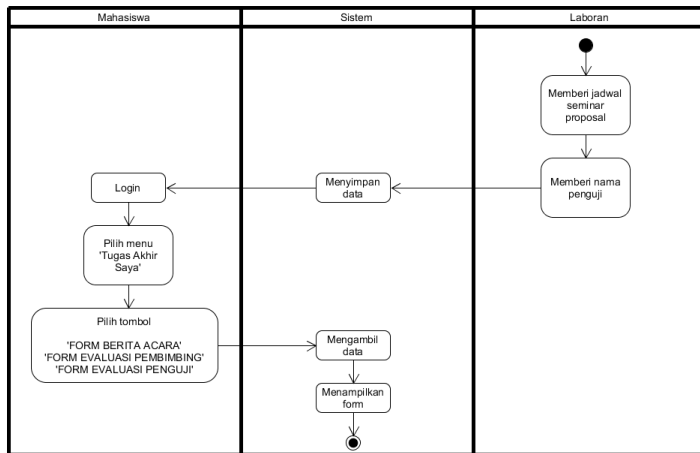 Mahasiswa
Sistem
Laboran
Memberi jadwal
seminar
proposal
Memberi nama
penguji
Menyimpan
data
Login
Pilih menu
'Tugas Akhir
Saya'
Pilih tombol
'FORM BERITA ACARA'
'FORM EVALUASI PEMBIMBING'
'FORM EVALUASI PENGUJI'
Mengambil
data
Menampilkan
form